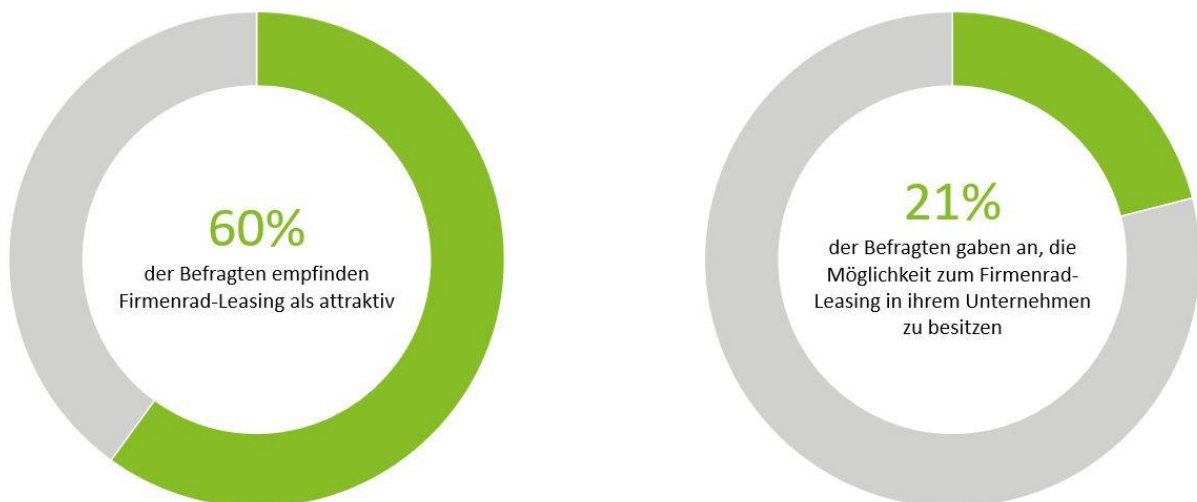 60%
der Befragten empfinden
Firmenrad-Leasing als attraktiv
21%
der Befragten gaben an, die
Möglichkeit zum Firmenrad-
Leasing in ihrem Unternehmen
zu besitzen